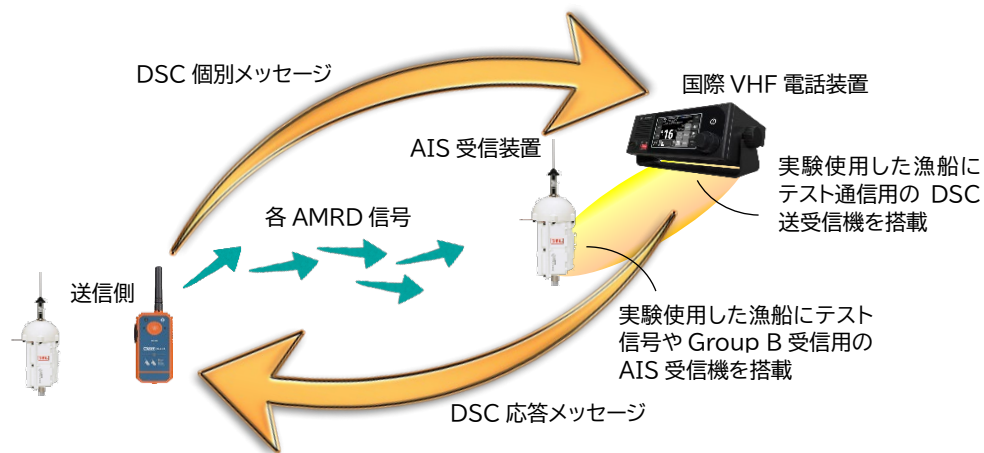 DSC 個別メッセージ
国際 VHF 電話装置
AIS 受信装置
16
実験使用した漁船に
テスト通信用の DSC
送受信機を搭載
各 AMRD 信号
送信側
実験使用した漁船にテスト
信号や Group B 受信用の
AIS 受信機を搭載
DSC 応答メッセージ